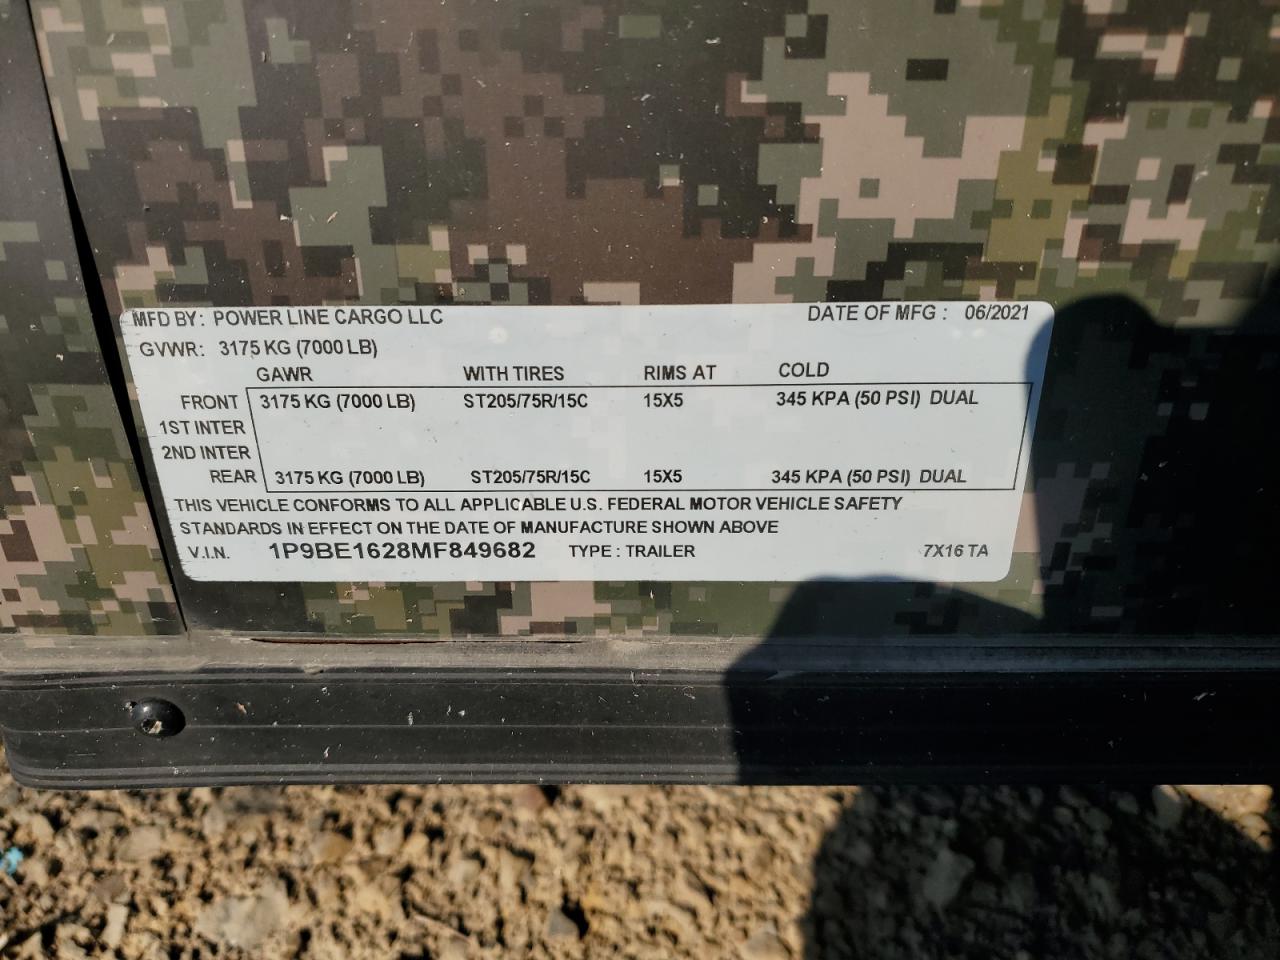 MFD BY: POWER LINE CARGO LLC DATE OF MFG : 06/2021
GVWR: 3175 KG (7000 LB)
GAWR WITH TIRES RIMS AT COLD
FRONT 3175 KG (7000 LB) ST205/75R/15C 15X5 345 KPA (50 PSI) DUAL
1ST INTER
2ND INTER
REAR 3175 KG (7000 LB) ST205/75R/15C 15X5 345 KPA (50 PSI) DUAL
THIS VEHICLE CONFORMS TO ALL APPLICABLE U.S. FEDERAL MOTOR VEHICLE SAFETY
STANDARDS IN EFFECT ON THE DATE OF MANUFACTURE SHOWN ABOVE
V.I.N. 1P9BE1628MF849682 TYPE : TRAILER 7X16 TA